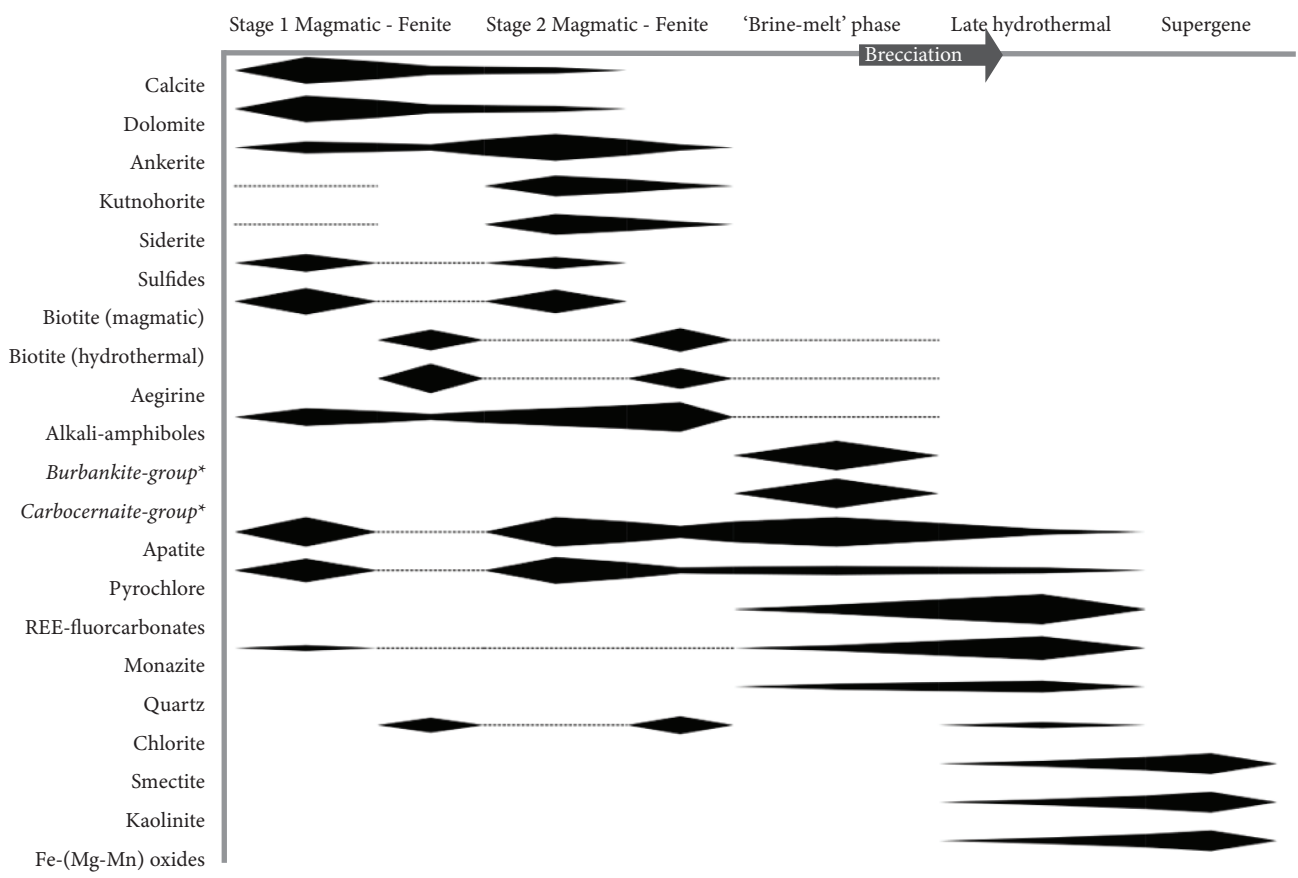 Stage 1 Magmatic - Fenite Stage 2 Magmatic - Fenite ‘Brine-melt’ phase Late hydrothermal Supergene
Brecciation
Calcite
Dolomite
Ankerite
Kutnohorite
Siderite
Sulfides
Biotite (magmatic)
Biotite (hydrothermal)
Aegirine
Alkali-amphiboles
Burbankite-group*
Carbocernaite-group*
Apatite
Pyrochlore
REE-fluorcarbonates
Monazite
Quartz
Chlorite
Smectite
Kaolinite
Fe-(Mg-Mn) oxides